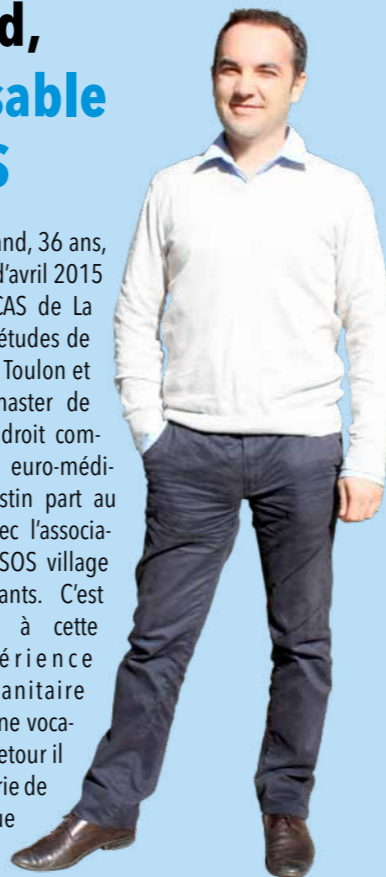 d,
sable
S
and, 36 ans,
d'avril 2015
CAS de La
études de
Toulon et
master de
droit com-
euro-médi-
stin part au
ec l'associa-
SOS village
ants. C'est
à cette
périence
anitaire
ne voca-
etour il
rie de
ue